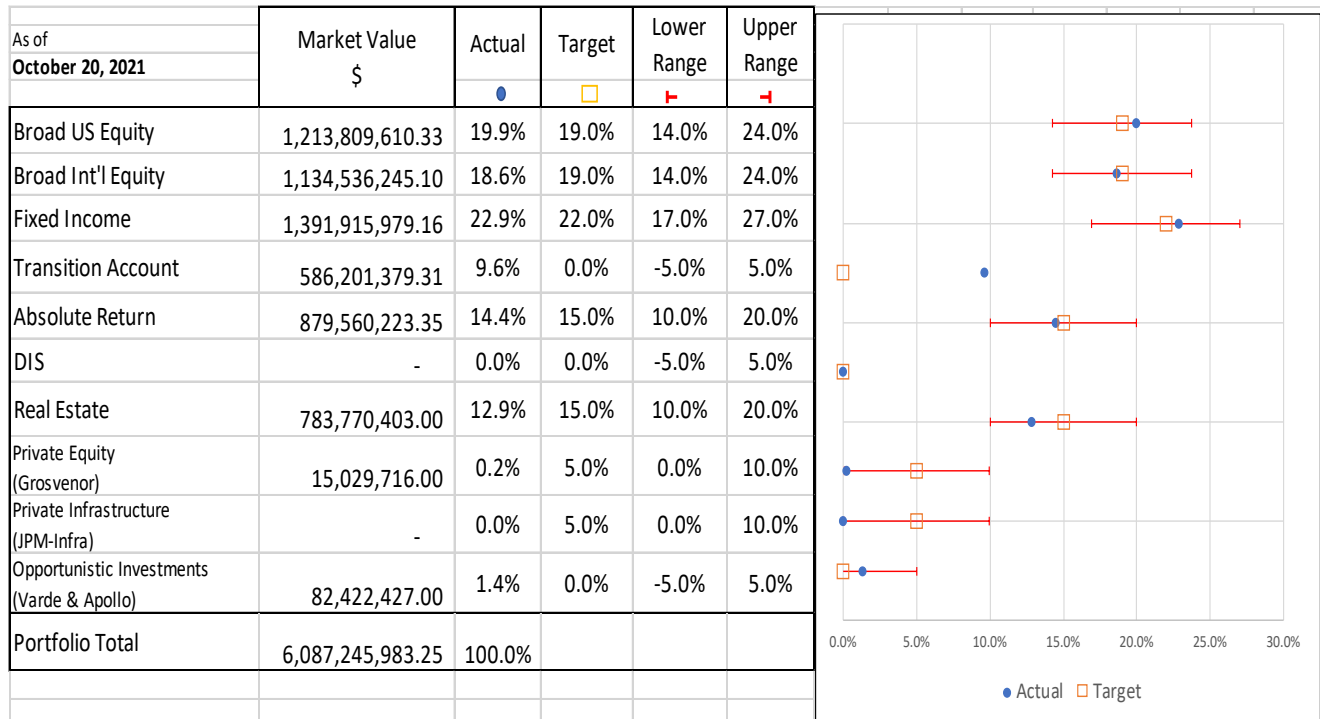 As of
October 20, 2021
Market Value
$
Actual
Target
Lower
Range
Upper
Range
Broad US Equity 1,213,809,610.33 19.9% 19.0% 14.0% 24.0%
Broad Int'l Equity 1,134,536,245.10 18.6% 19.0% 14.0% 24.0%
Fixed Income 1,391,915,979.16 22.9% 22.0% 17.0% 27.0%
Transition Account 586,201,379.31 9.6% 0.0% -5.0% 5.0%
Absolute Return 879,560,223.35 14.4% 15.0% 10.0% 20.0%
DIS - 0.0% 0.0% -5.0% 5.0%
Real Estate 783,770,403.00 12.9% 15.0% 10.0% 20.0%
Private Equity
(Grosvenor) 15,029,716.00 0.2% 5.0% 0.0% 10.0%
Private Infrastructure
(JPM-Infra) - 0.0% 5.0% 0.0% 10.0%
Opportunistic Investments
(Varde & Apollo) 82,422,427.00 1.4% 0.0% -5.0% 5.0%
Portfolio Total 6,087,245,983.25 100.0%
0.0% 5.0% 10.0% 15.0% 20.0% 25.0% 30.0%
Actual Target